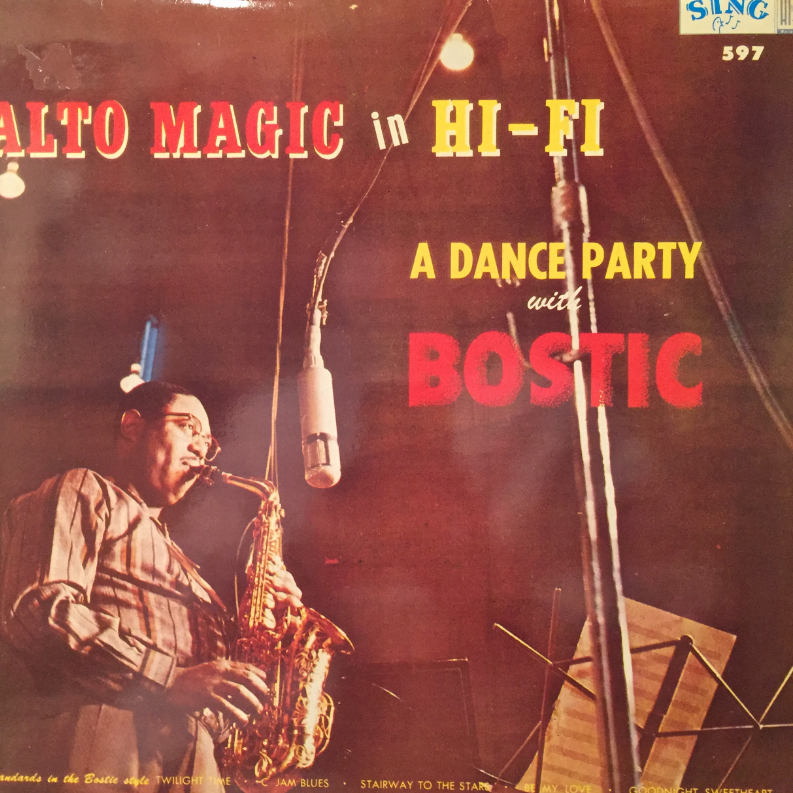 SING
597
ALTO MAGIC in HI-FI
A DANCE PARTY
with
BOSTIC
andards in the Bostic style TWILIGHT TIME · C JAM BLUES · STAIRWAY TO THE STARS · BE MY LOVE · GOODNIGHT SWEETHEART